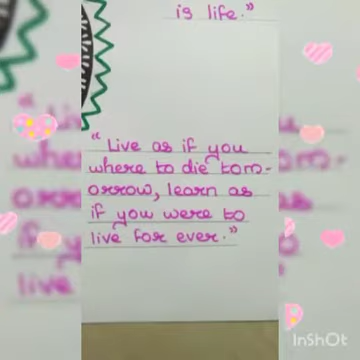 is life."
"Live as if you
where to die tom-
orrow, learn as
if you were to
live for ever."
InShOt